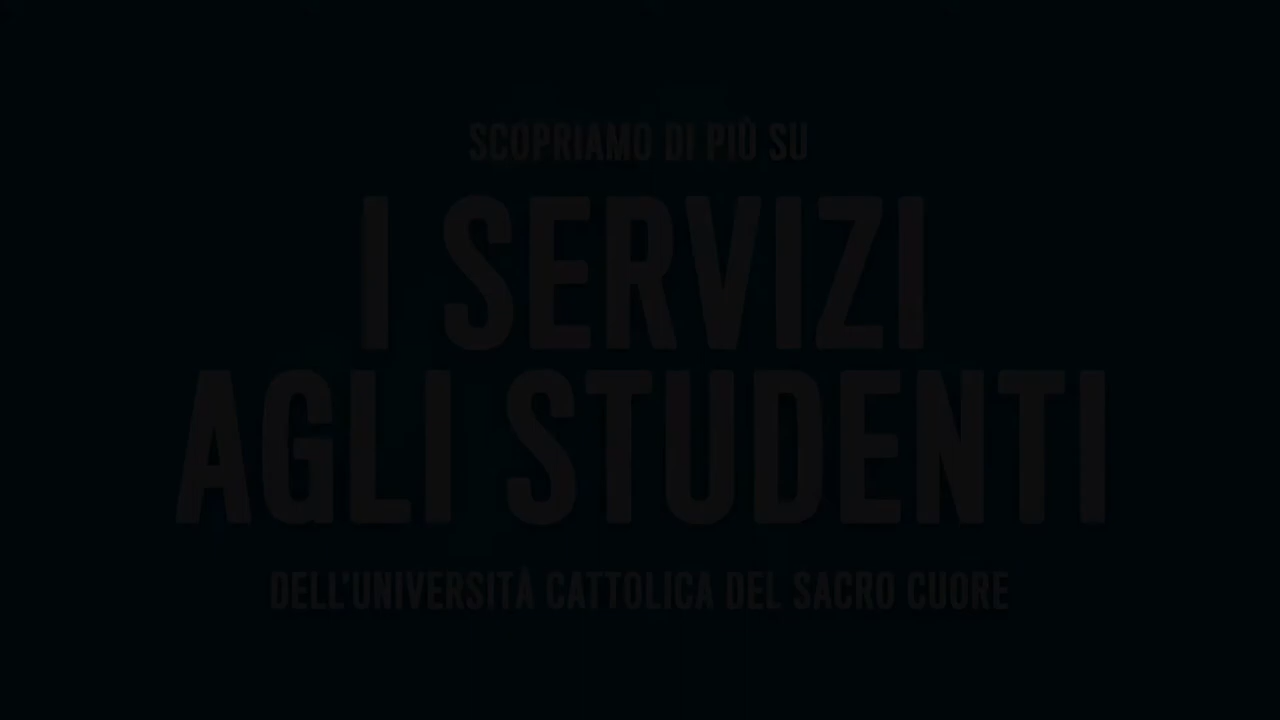 SCOPRIAMO DI PIÙ SU
I SERVIZI
AGLI STUDENTI
DELL'UNIVERSITÀ CATTOLICA DEL SACRO CUORE